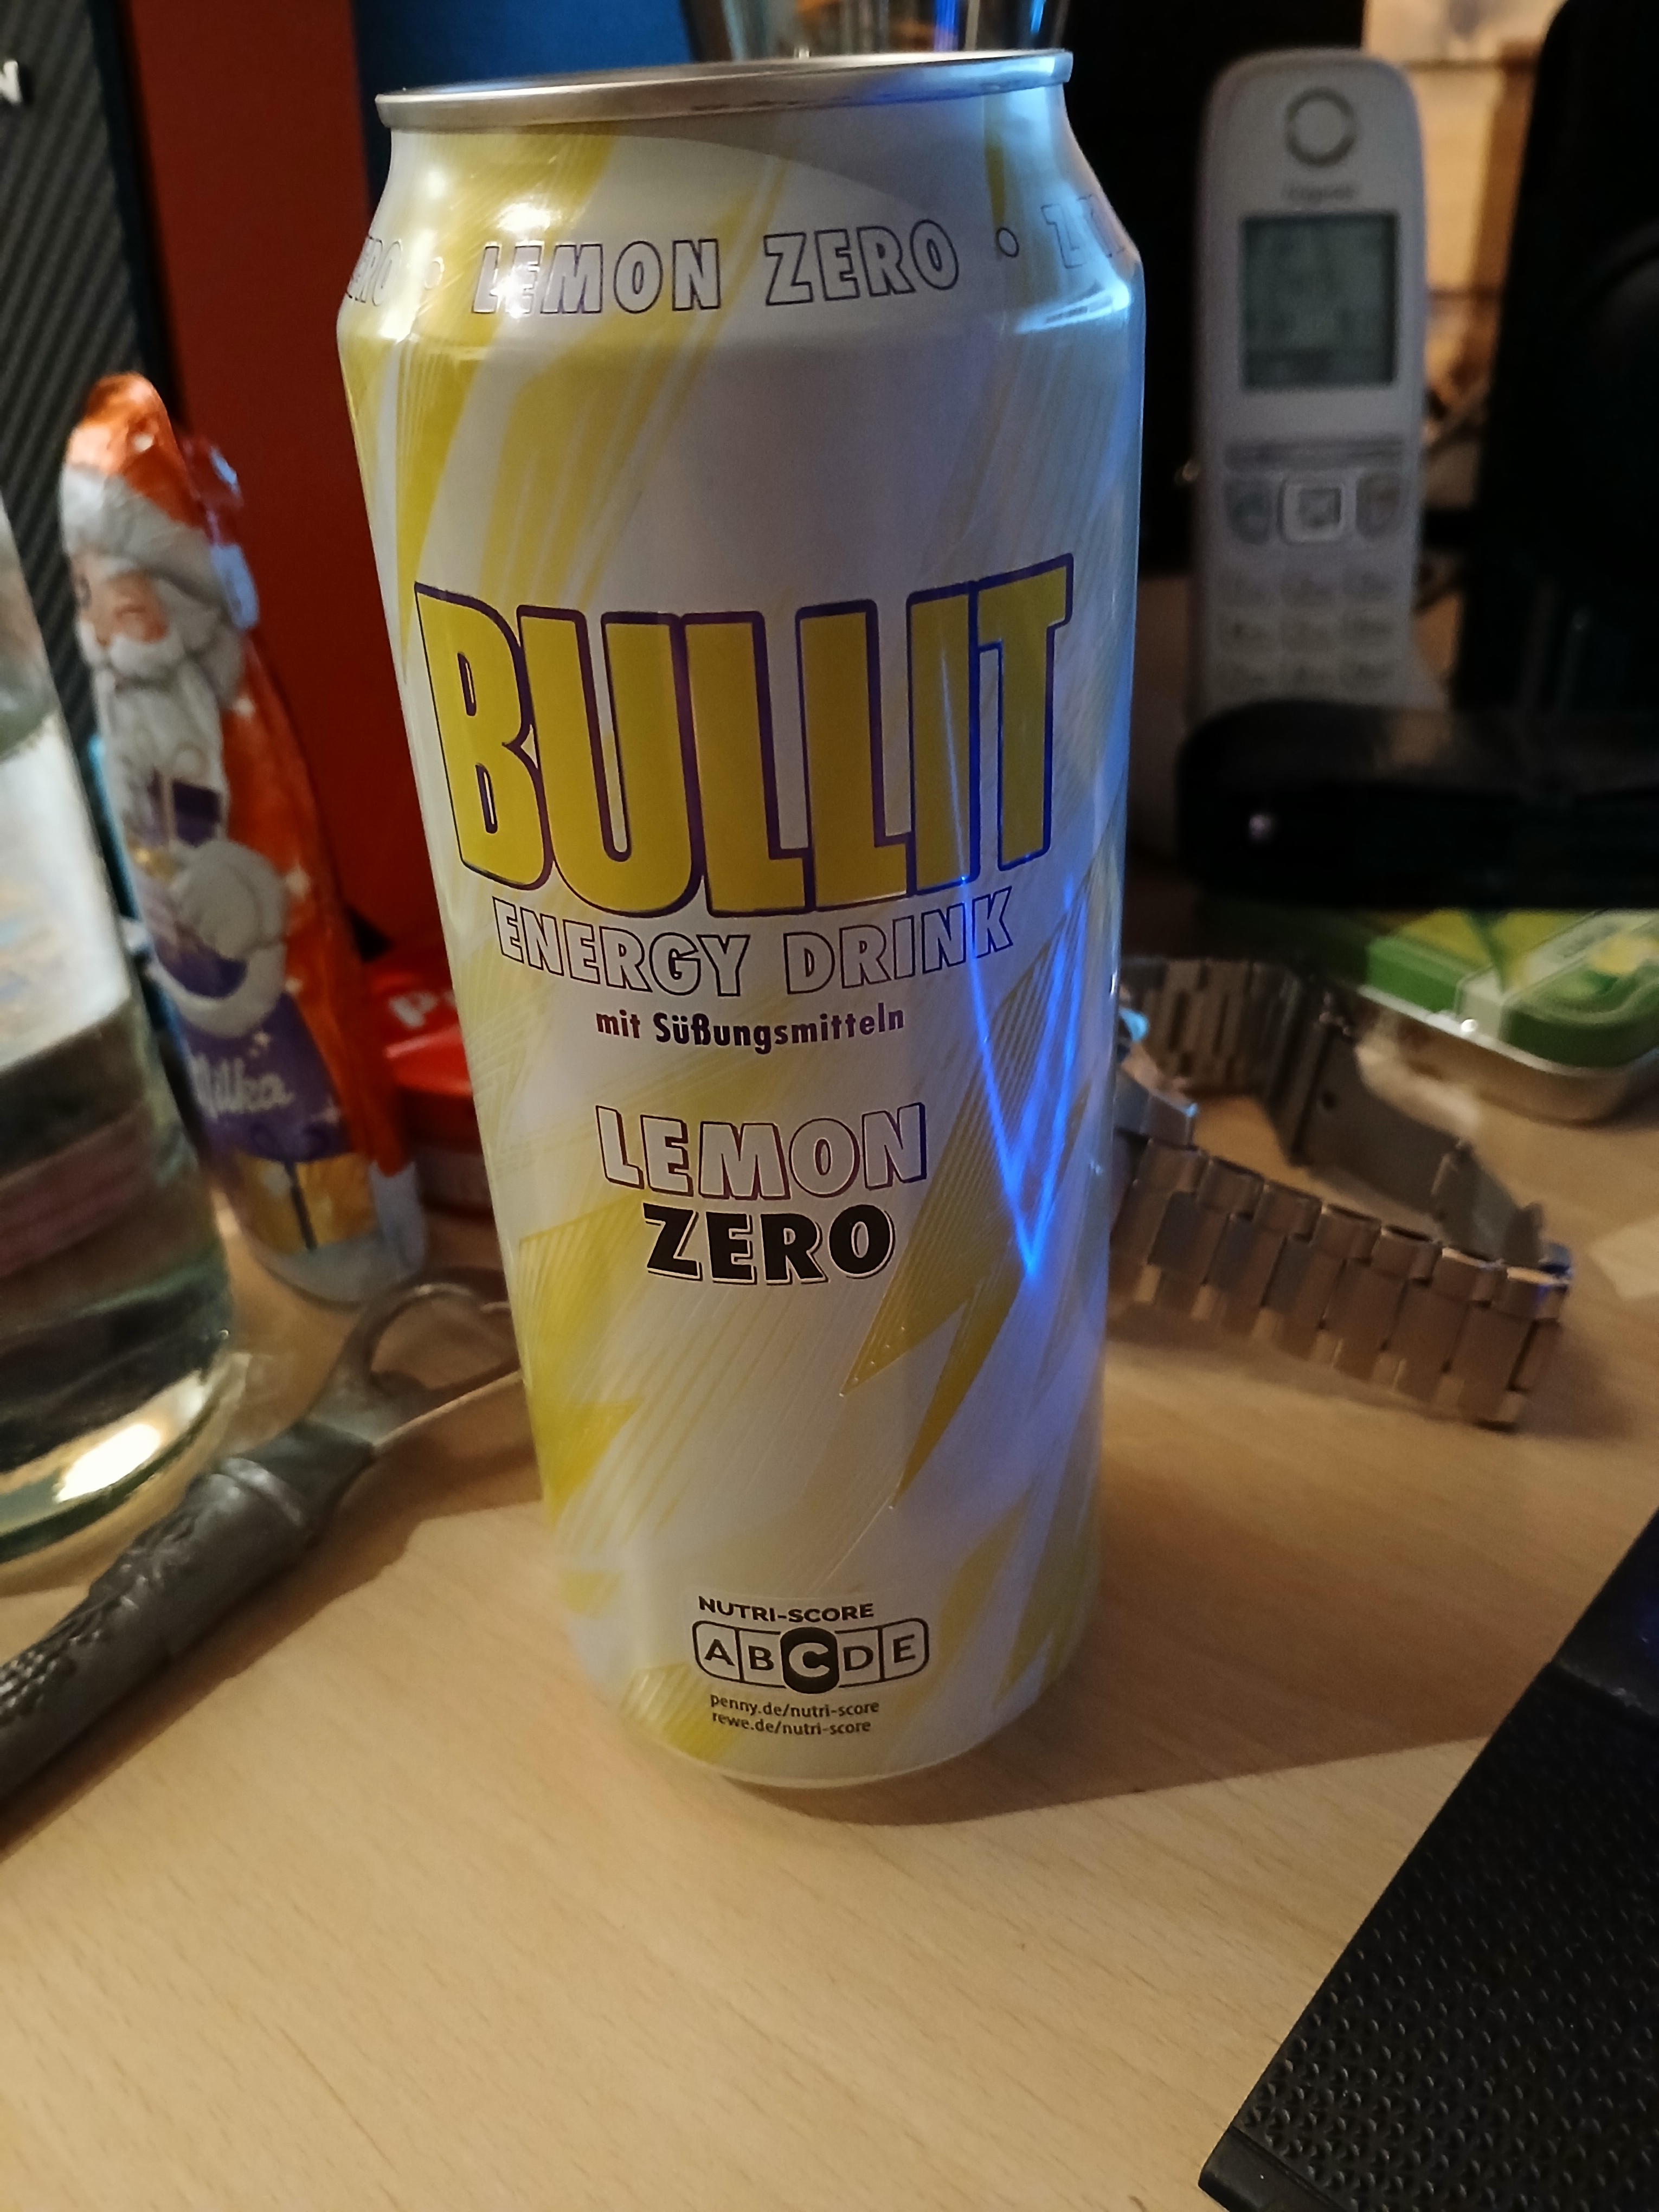 LEMON ZERO
BULLIT
ENERGY DRINK
mit Süßungsmitteln
LEMON
ZERO
NUTRI-SCORE
A B C D E
penny.de/nutri-score
rewe.de/nutri-score
Milka